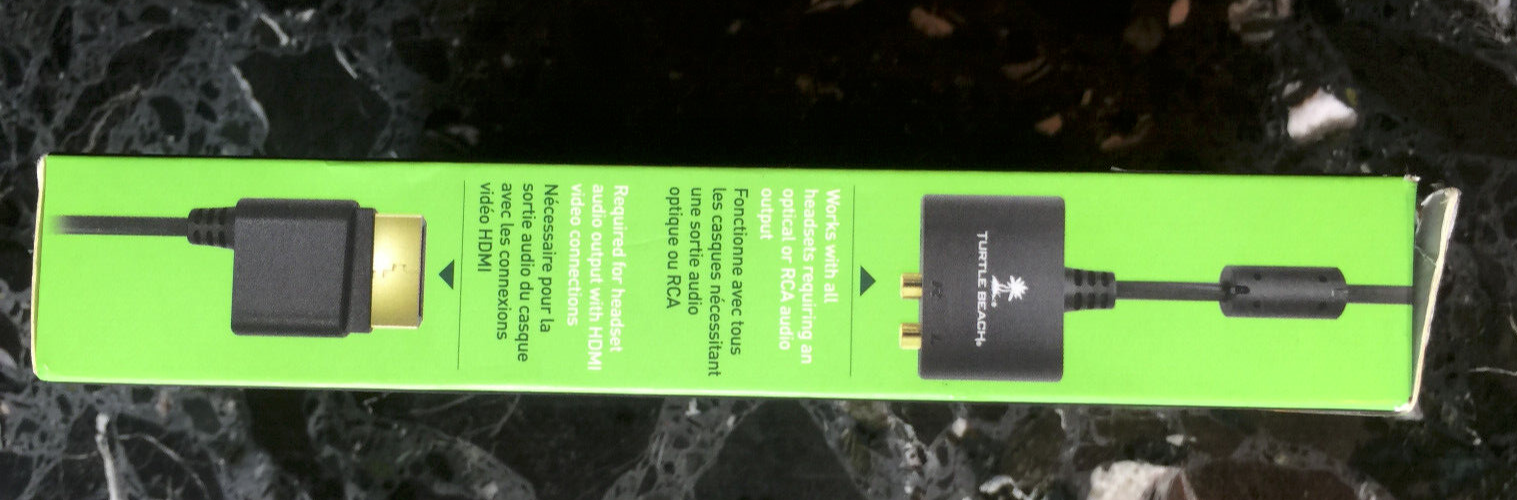 TURTLE BEACH®
R
L
Works with all
headsets requiring an
optical or RCA audio
output
Fonctionne avec tous
les casques nécessitant
une sortie audio
optique ou RCA
Required for headset
audio output with HDMI
video connections
Nécessaire pour la
sortie audio du casque
avec les connexions
vidéo HDMI